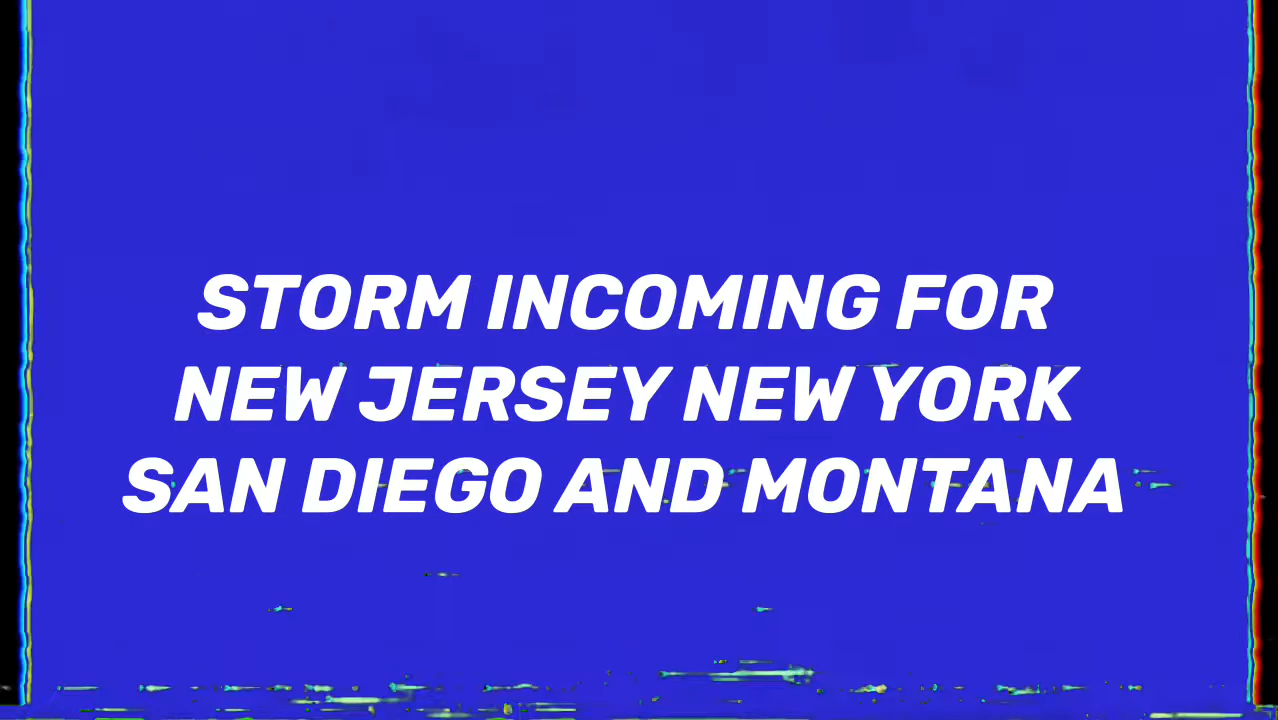 STORM INCOMING FOR
NEW JERSEY NEW YORK
SAN DIEGO AND MONTANA